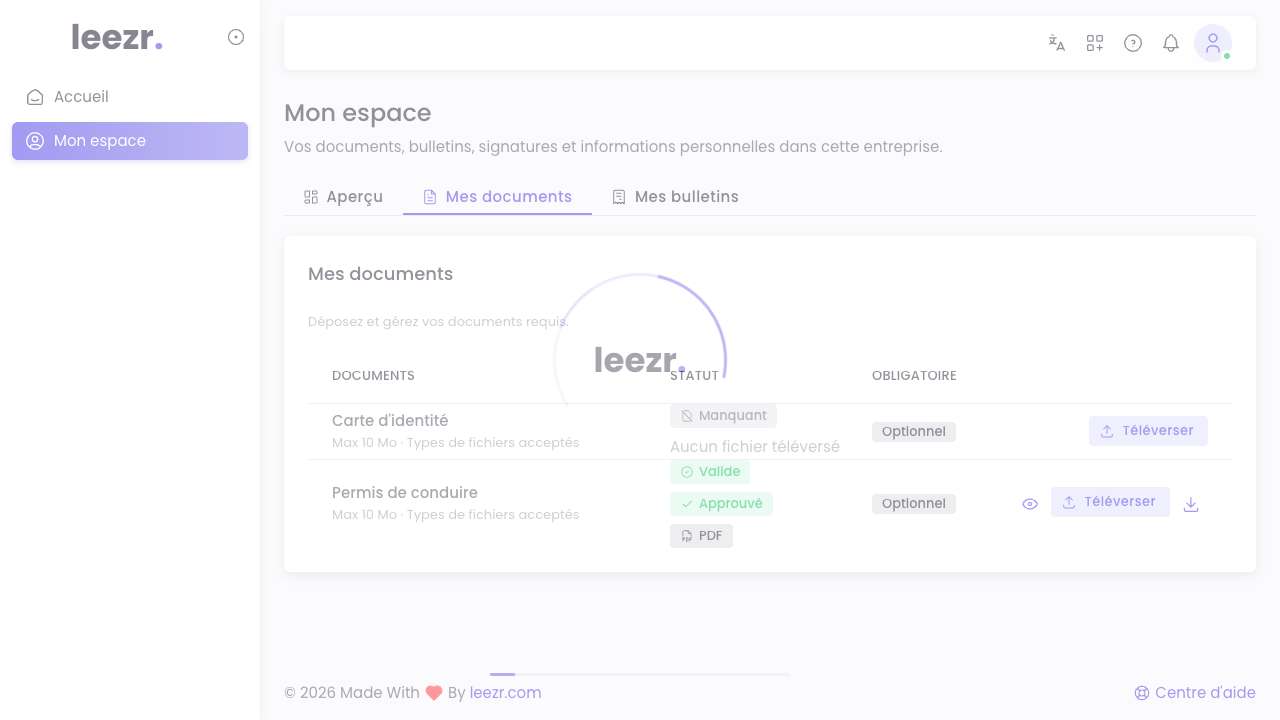 leezr.
Accueil
Mon espace
Mon espace
Vos documents, bulletins, signatures et informations personnelles dans cette entreprise.
Aperçu
Mes documents
Mes bulletins
Mes documents
Déposez et gérez vos documents requis.
leezr.
DOCUMENTS
STATUT
OBLIGATOIRE
Carte d'identité
Max 10 Mo · Types de fichiers acceptés
Manquant
Aucun fichier téléversé
Optionnel
Téléverser
Permis de conduire
Max 10 Mo · Types de fichiers acceptés
Valide
Approuvé
PDF
Optionnel
Téléverser
© 2026 Made With ❤ By leezr.com
Centre d'aide